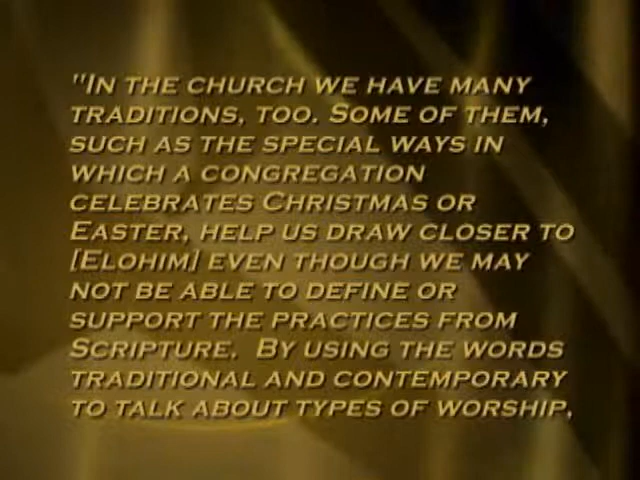 "In the church we have many
traditions, too. Some of them,
such as the special ways in
which a congregation
celebrates Christmas or
Easter, help us draw closer to
[Elohim] even though we may
not be able to define or
support the practices from
Scripture.  By using the words
traditional and contemporary
to talk about types of worship,